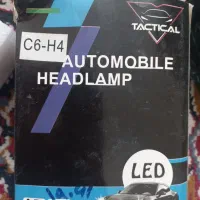 TACTICAL
C6-H4
AUTOMOBILE
HEADLAMP
LED